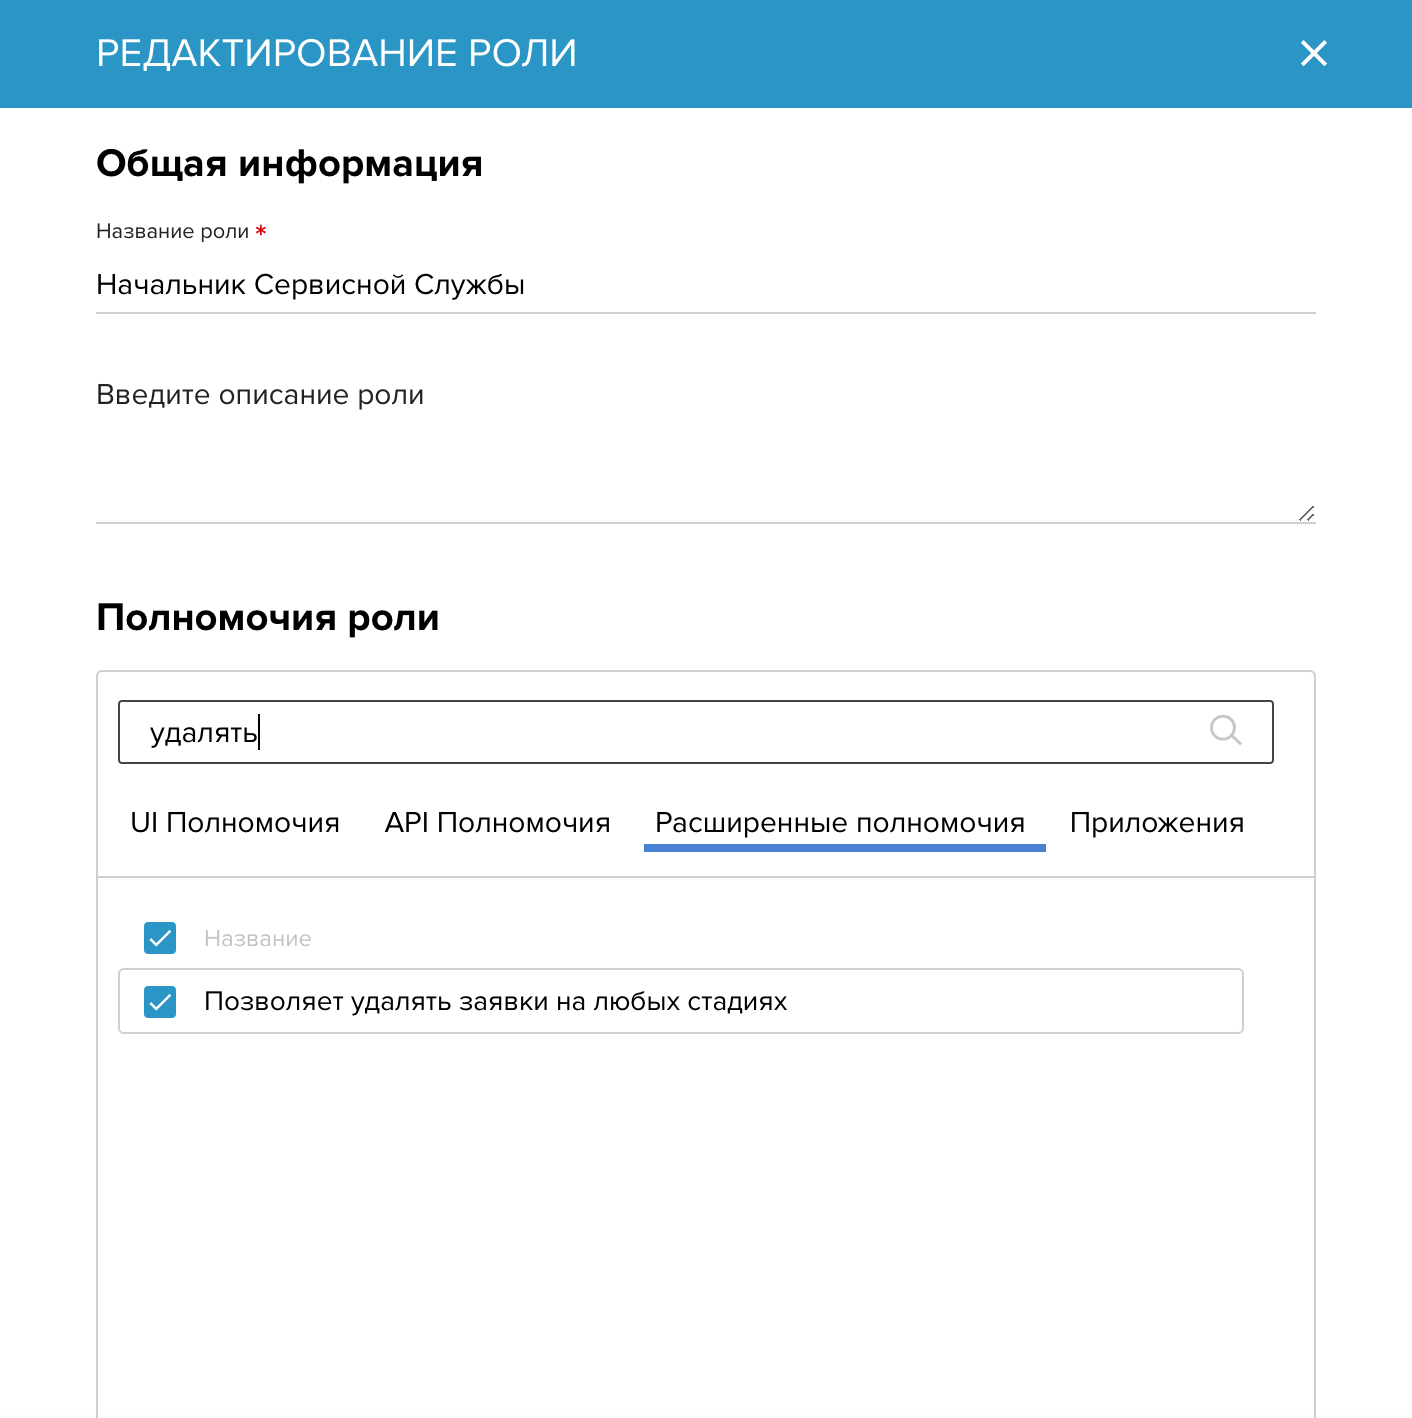 РЕДАКТИРОВАНИЕ РОЛИ
Общая информация
Название роли *
Начальник Сервисной Службы
Введите описание роли
Полномочия роли
удалять
UI Полномочия API Полномочия Расширенные полномочия Приложения
Название
Позволяет удалять заявки на любых стадиях